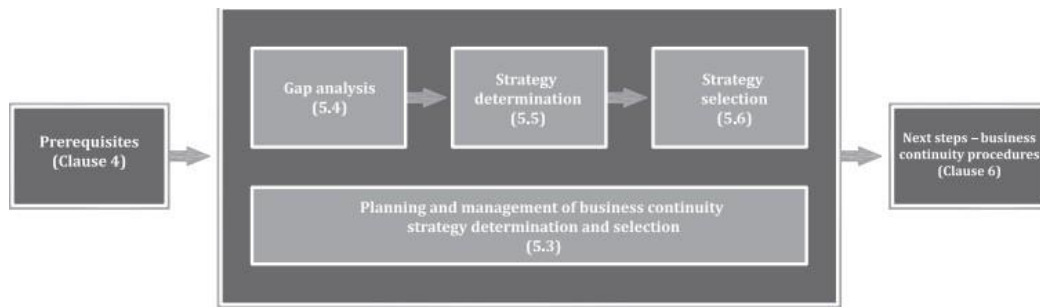 Prerequisites
(Clause 4)
Gap analysis
(5.4)
Strategy
determination
(5.5)
Strategy
selection
(5.6)
Planning and management of business continuity
strategy determination and selection
(5.3)
Next steps – business
continuity procedures
(Clause 6)